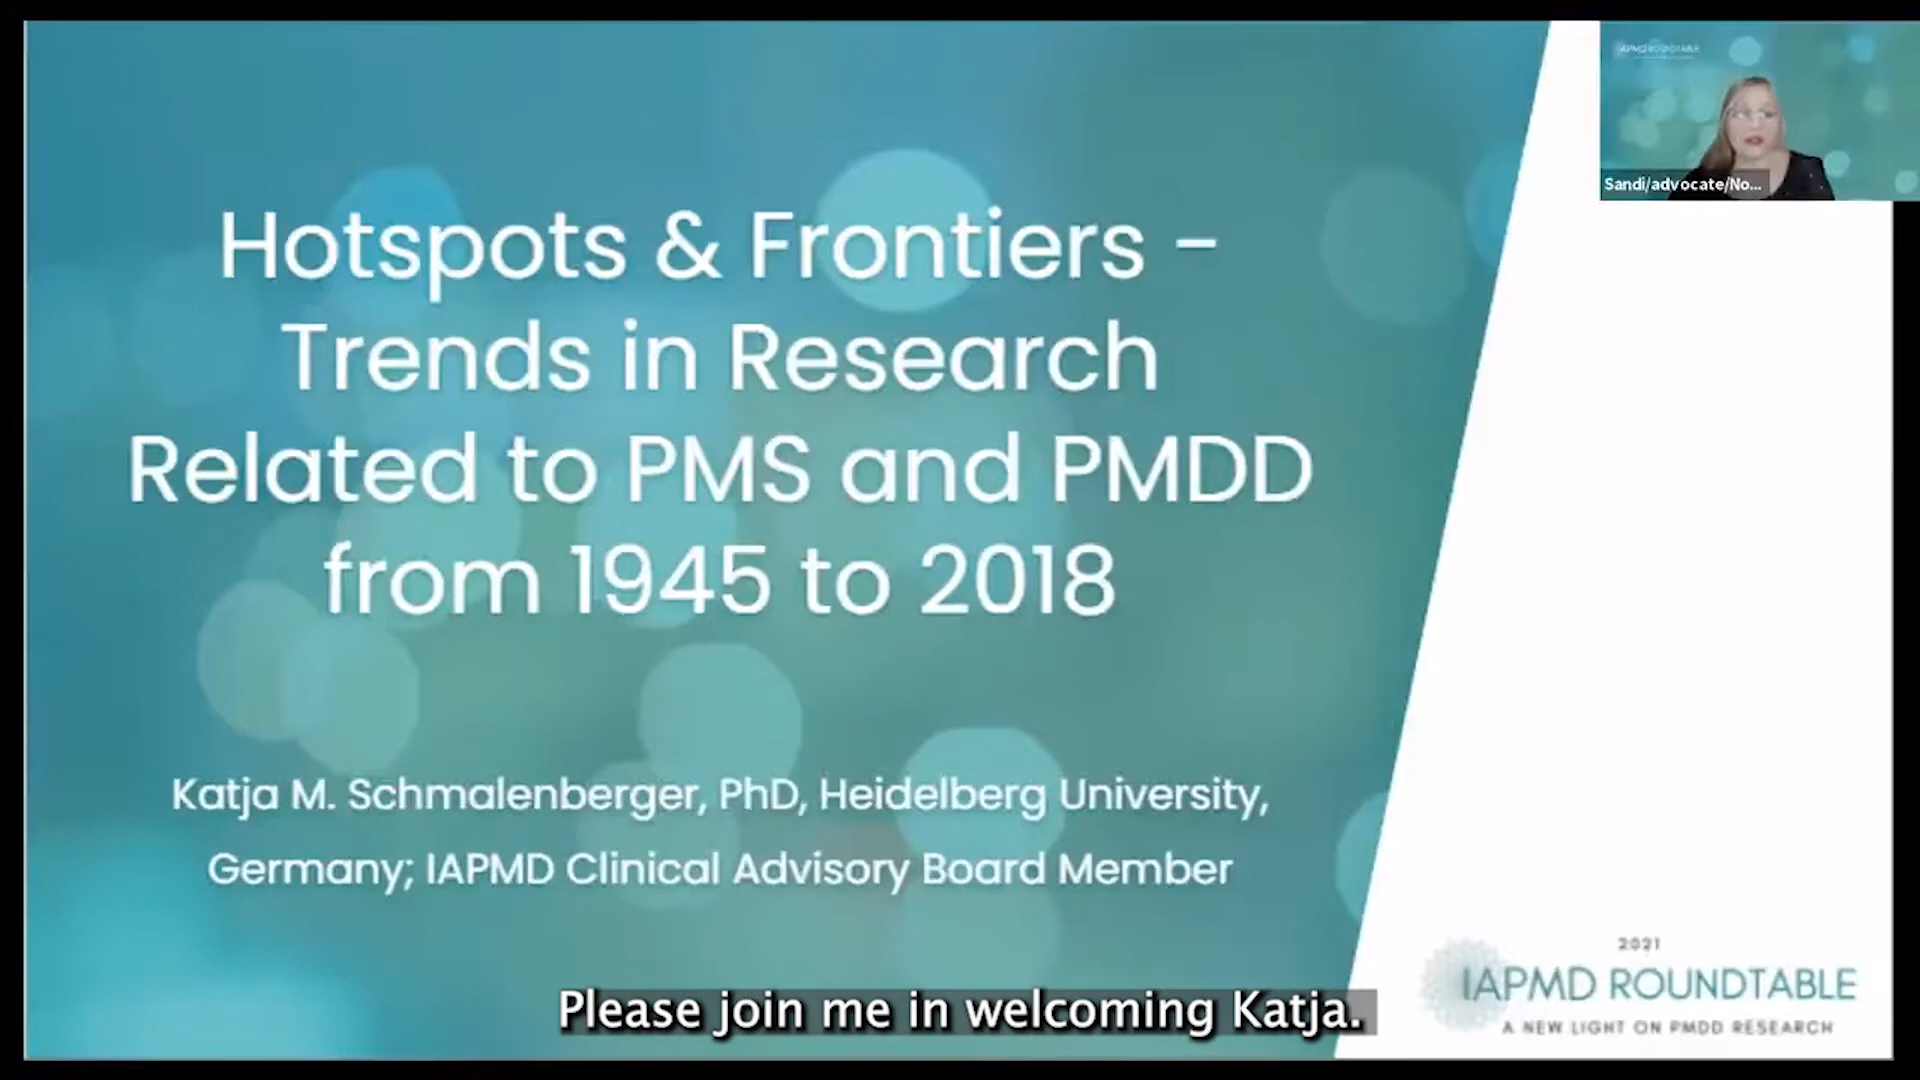 Hotspots & Frontiers -
Trends in Research
Related to PMS and PMDD
from 1945 to 2018
Katja M. Schmalenberger, PhD, Heidelberg University,
Germany; IAPMD Clinical Advisory Board Member
IAPMD ROUNDTABLE
Sandi/advocate/No...
2021
IAPMD ROUNDTABLE
A NEW LIGHT ON PMDD RESEARCH
Please join me in welcoming Katja.